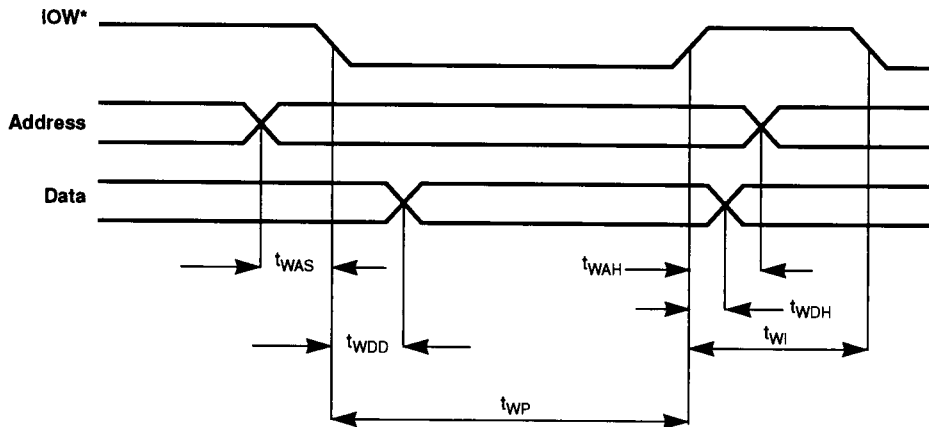 IOW*
Address
Data
tWAS
tWAH
tWDH
tWDD
tWI
tWP